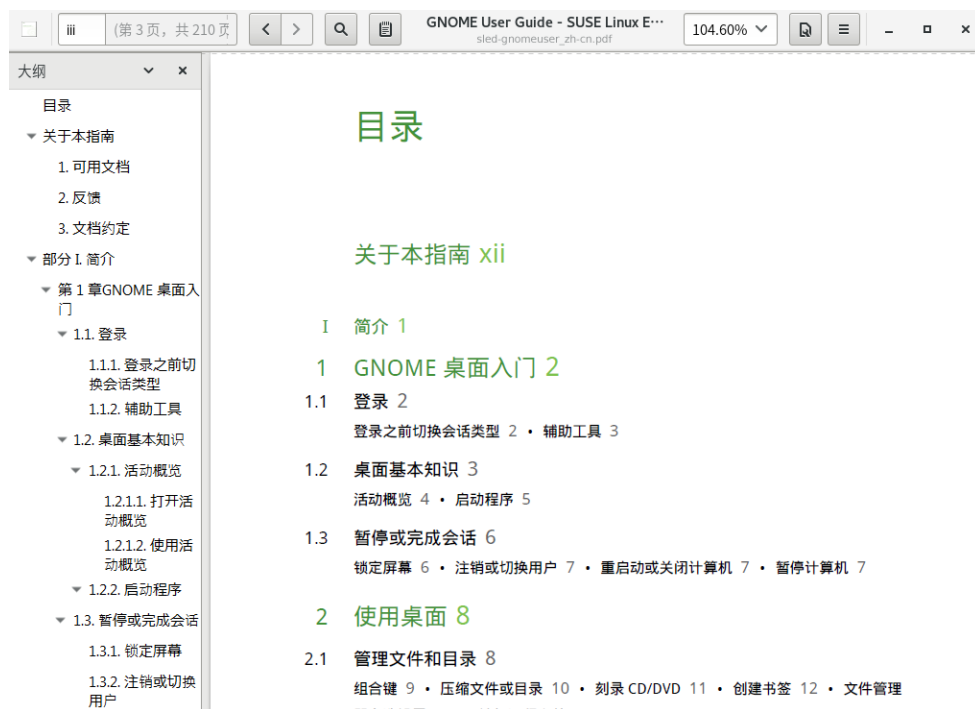 iii
(第 3 页，共 210 页
GNOME User Guide - SUSE Linux E···
sled-gnomeuser_zh-cn.pdf
104.60%
大纲
目录
关于本指南
1. 可用文档
2. 反馈
3. 文档约定
部分 I. 简介
第 1 章GNOME 桌面入
门
1.1. 登录
1.1.1. 登录之前切
换会话类型
1.1.2. 辅助工具
1.2. 桌面基本知识
1.2.1. 活动概览
1.2.1.1. 打开活
动概览
1.2.1.2. 使用活
动概览
1.2.2. 启动程序
1.3. 暂停或完成会话
1.3.1. 锁定屏幕
1.3.2. 注销或切换
用户
目录
关于本指南 xii
I 简介 1
1 GNOME 桌面入门 2
1.1 登录 2
登录之前切换会话类型 2 • 辅助工具 3
1.2 桌面基本知识 3
活动概览 4 • 启动程序 5
1.3 暂停或完成会话 6
锁定屏幕 6 • 注销或切换用户 7 • 重启动或关闭计算机 7 • 暂停计算机 7
2 使用桌面 8
2.1 管理文件和目录 8
组合键 9 • 压缩文件或目录 10 • 刻录 CD/DVD 11 • 创建书签 12 • 文件管理